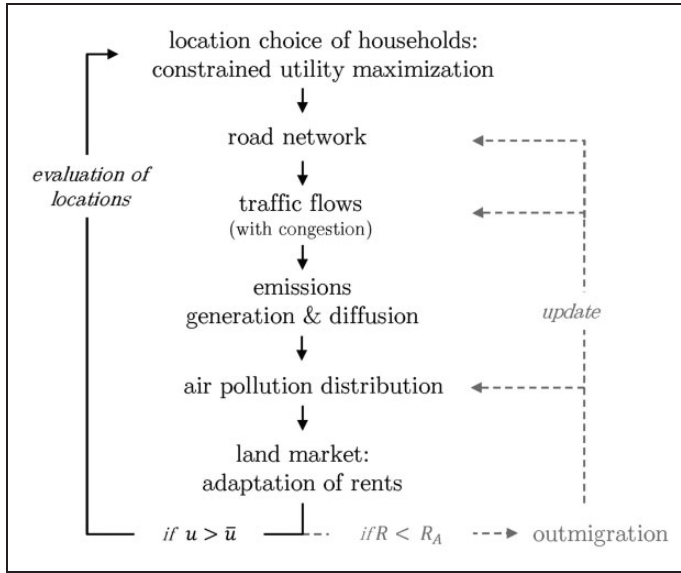 location choice of households:
constrained utility maximization
road network
evaluation of
locations
traffic flows
(with congestion)
emissions
generation & diffusion
update
air pollution distribution
land market:
adaptation of rents
if u > ū
if R < R_A
outmigration